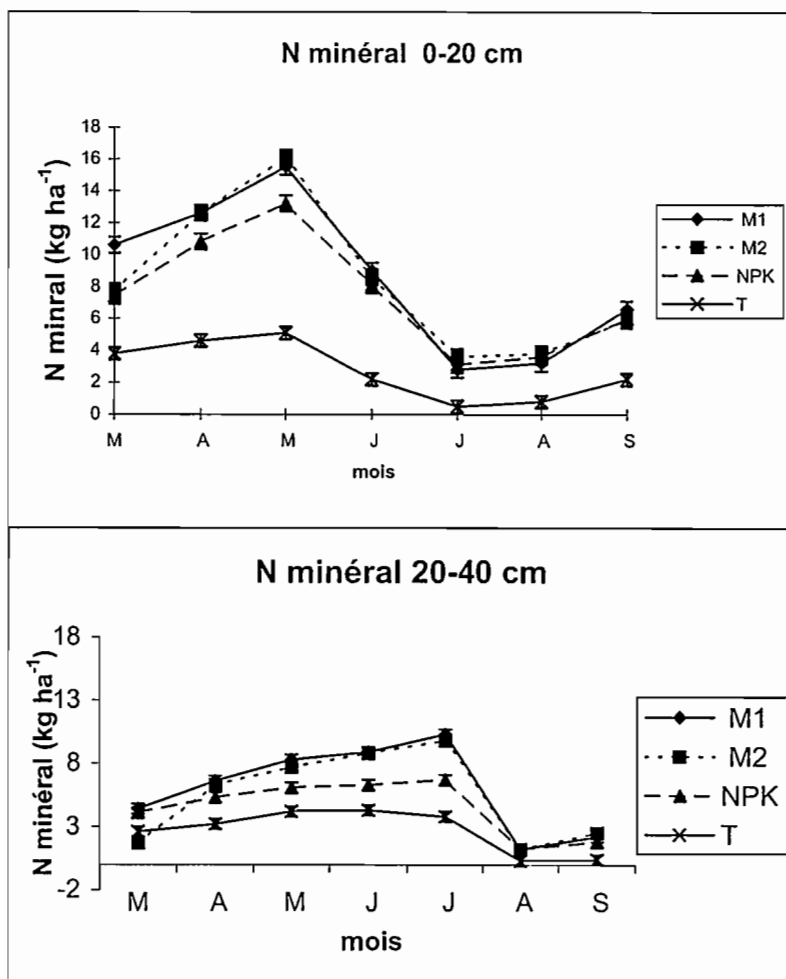 N minéral 0-20 cm
N minral (kg ha-1)
18
16
14
12
10
8
6
4
2
0
M A M J J A S
mois
M1
M2
NPK
T
N minéral 20-40 cm
N minéral (kg ha-1)
18
13
8
3
-2
M A M J J A S
mois
M1
M2
NPK
T